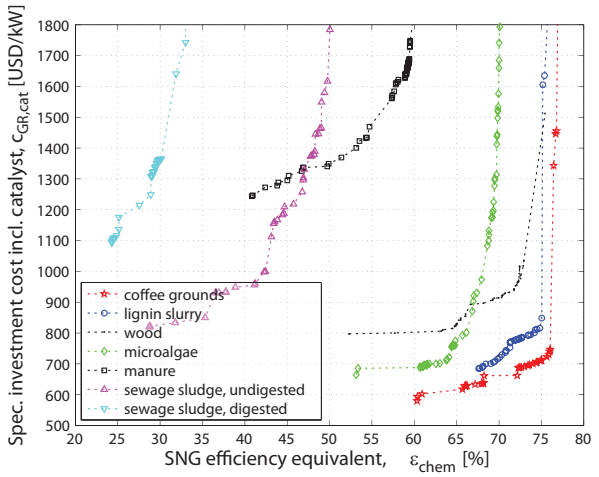 Spec. investment cost incl. catalyst, c_GR,cat [USD/kW]
1800
1700
1600
1500
1400
1300
1200
1100
1000
900
800
700
600
500
coffee grounds
lignin slurry
wood
microalgae
manure
sewage sludge, undigested
sewage sludge, digested
20 25 30 35 40 45 50 55 60 65 70 75 80
SNG efficiency equivalent, ε_chem [%]